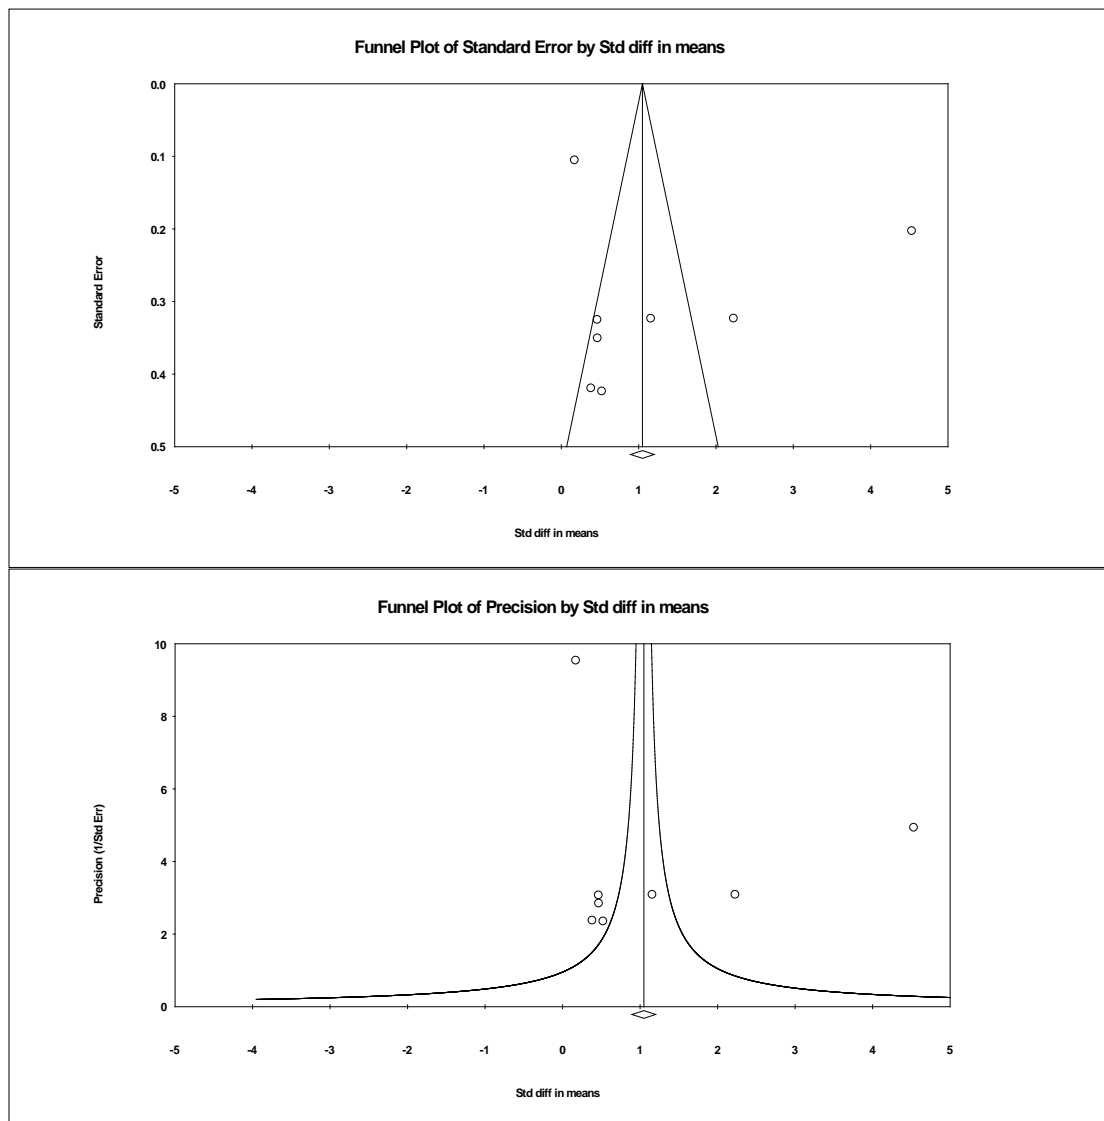 Funnel Plot of Standard Error by Std diff in means
0.0
0.1
0.2
0.3
0.4
0.5
Standard Error
-5 -4 -3 -2 -1 0 1 2 3 4 5
Std diff in means
Funnel Plot of Precision by Std diff in means
10
8
6
4
2
0
Precision (1/Std Err)
-5 -4 -3 -2 -1 0 1 2 3 4 5
Std diff in means